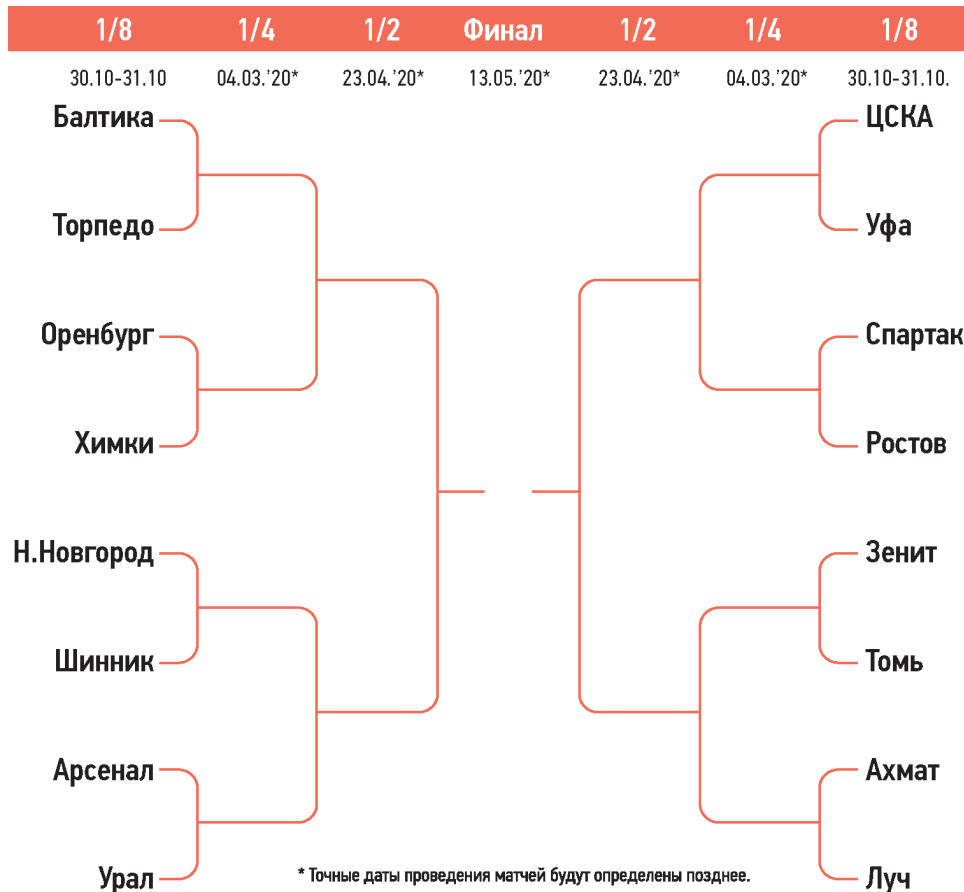 1/8 1/4 1/2 Финал 1/2 1/4 1/8
30.10-31.10 04.03.'20* 23.04.'20* 13.05.'20* 23.04.'20* 04.03.'20* 30.10-31.10.
Балтика ЦСКА
Торпедо Уфа
Оренбург Спартак
Химки Ростов
Н.Новгород Зенит
Шинник Томь
Арсенал Ахмат
Урал * Точные даты проведения матчей будут определены позднее. Луч